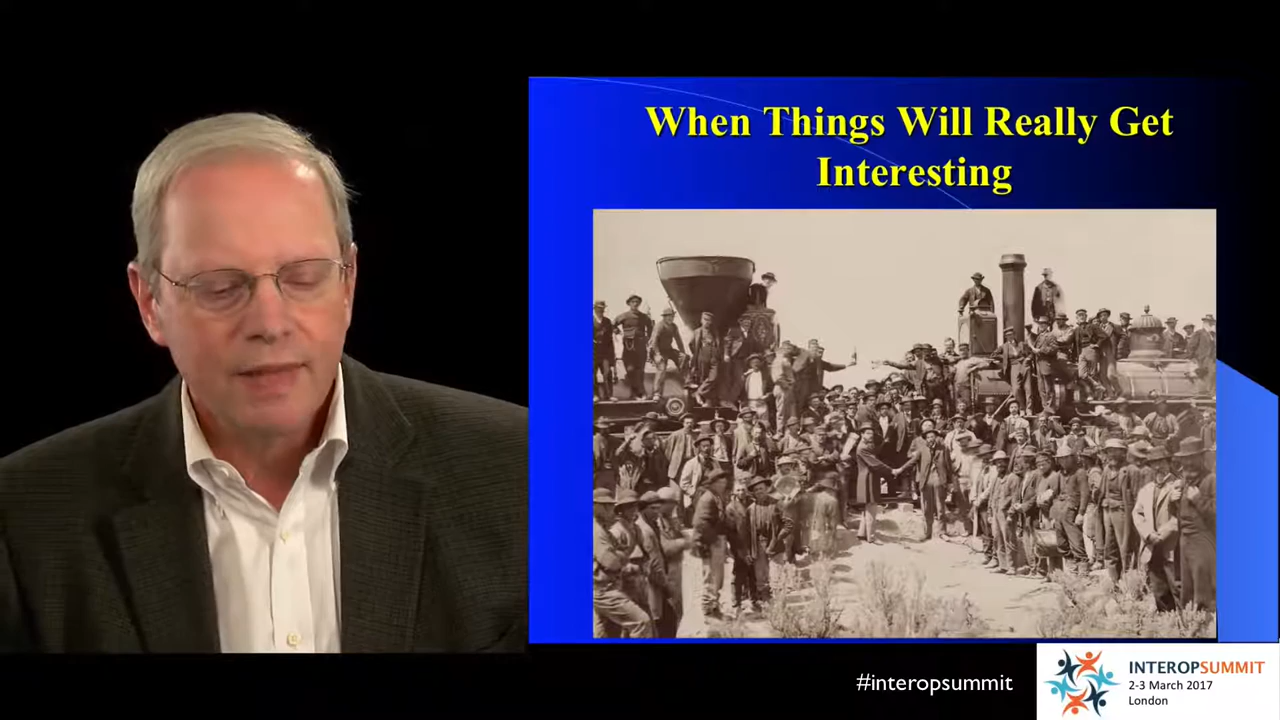 When Things Will Really Get
Interesting
#interopsummit
INTEROPSUMMIT
2-3 March 2017
London